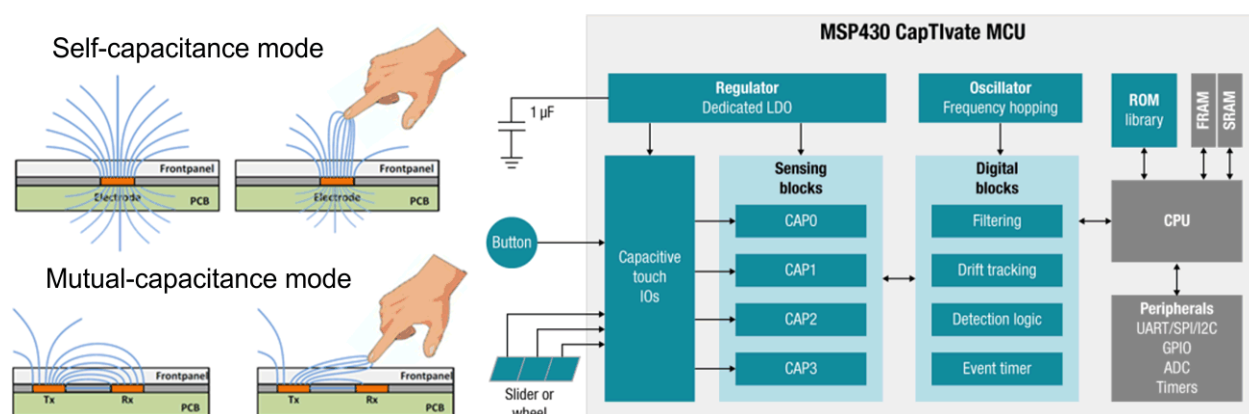 Self-capacitance mode
Frontpanel
Electrode
PCB
Frontpanel
Electrode
PCB
Mutual-capacitance mode
Frontpanel
Tx
Rx
PCB
Frontpanel
Tx
Rx
PCB
MSP430 CapTIvate MCU
1 µF
Regulator
Dedicated LDO
Oscillator
Frequency hopping
ROM
library
FRAM
SRAM
Button
Slider or
wheel
Capacitive
touch
IOs
Sensing
blocks
CAP0
CAP1
CAP2
CAP3
Digital
blocks
Filtering
Drift tracking
Detection logic
Event timer
CPU
Peripherals
UART/SPI/I2C
GPIO
ADC
Timers